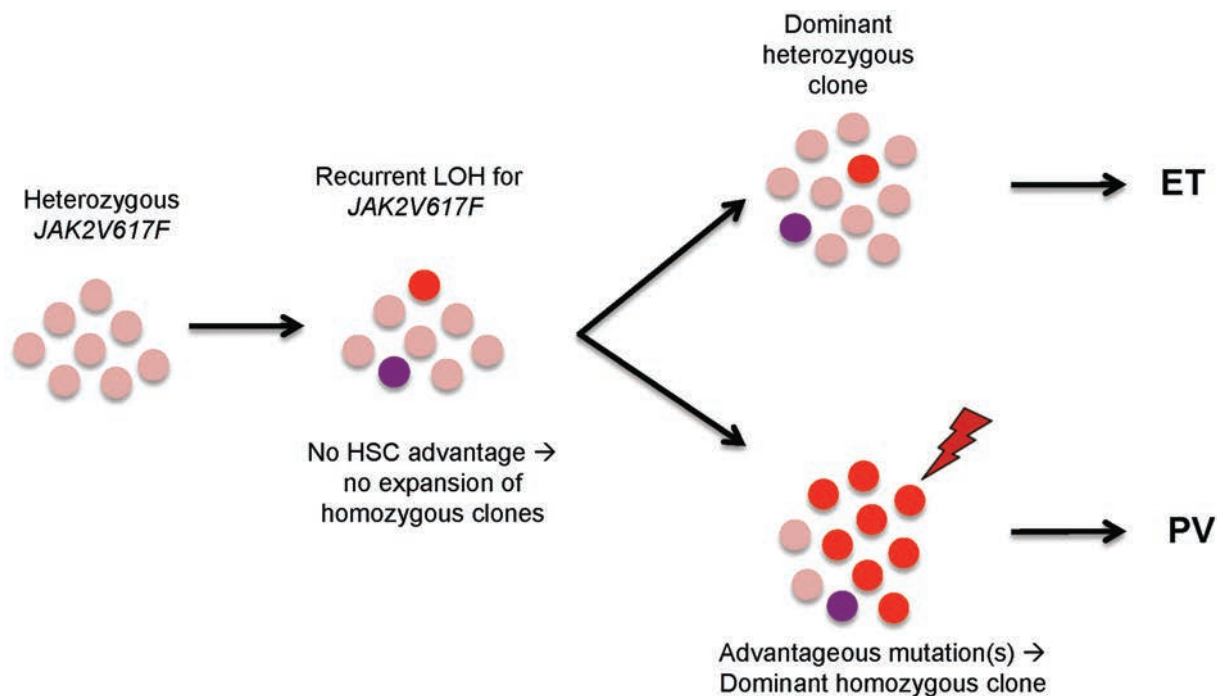 Heterozygous
JAK2V617F
Recurrent LOH for
JAK2V617F
No HSC advantage →
no expansion of
homozygous clones
Dominant
heterozygous
clone
ET
PV
Advantageous mutation(s) →
Dominant homozygous clone